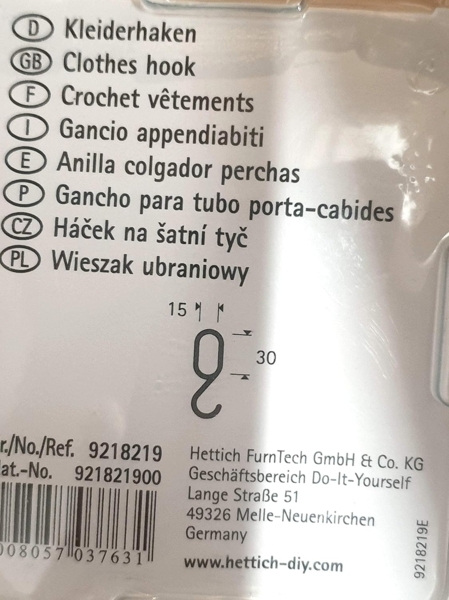 D Kleiderhaken
GB Clothes hook
F Crochet vêtements
I Gancio appendiabiti
E Anilla colgador perchas
P Gancho para tubo porta-cabides
CZ Háček na šatní tyč
PL Wieszak ubraniowy
15
30
r./No./Ref. 9218219
at.-No. 921821900
008057 037631
Hettich FurnTech GmbH & Co. KG
Geschäftsbereich Do-It-Yourself
Lange Straße 51
49326 Melle-Neuenkirchen
Germany
www.hettich-diy.com
9218219E